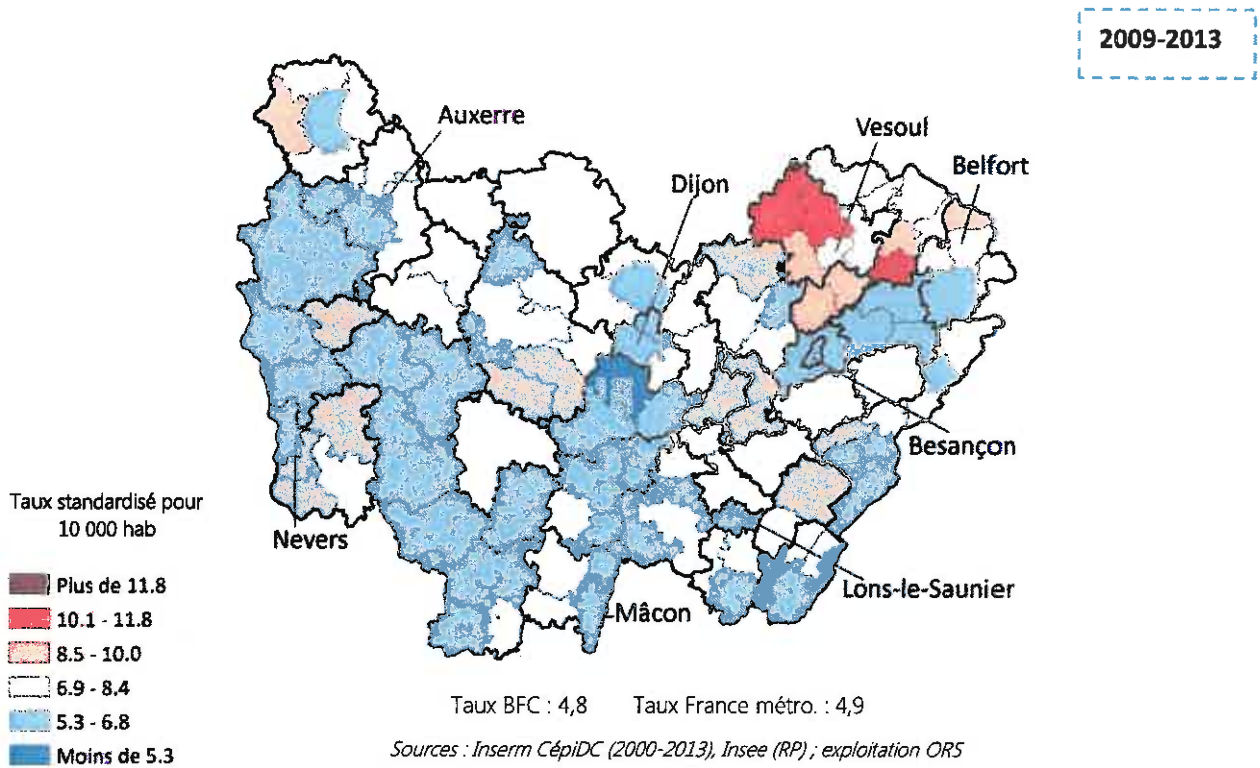 2009-2013
Auxerre
Vesoul
Belfort
Dijon
Besançon
Nevers
Lons-le-Saunier
Mâcon
Taux standardisé pour
10 000 hab
Plus de 11.8
10.1 - 11.8
8.5 - 10.0
6.9 - 8.4
5.3 - 6.8
Moins de 5.3
Taux BFC : 4,8 Taux France métro. : 4,9
Sources : Inserm CépiDC (2000-2013), Insee (RP) ; exploitation ORS